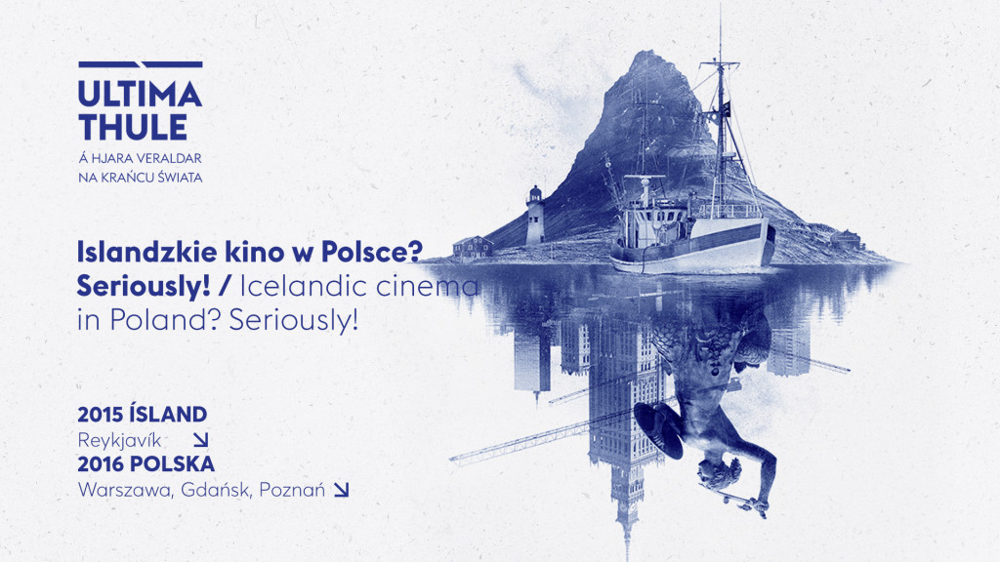 ULTIMA
THULE
Á HJARA VERALDAR
NA KRAŃCU ŚWIATA
Islandzkie kino w Polsce?
Seriously! / Icelandic cinema
in Poland? Seriously!
2015 ÍSLAND
Reykjavík
2016 POLSKA
Warszawa, Gdańsk, Poznań